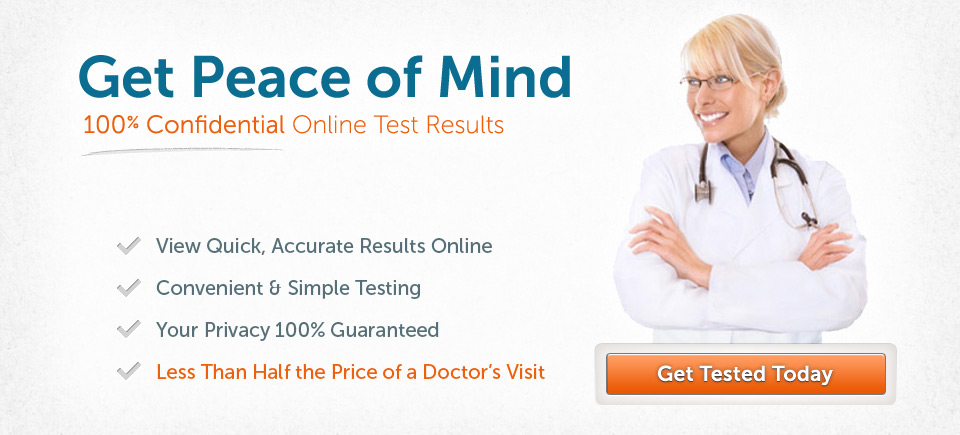 Get Peace of Mind
100% Confidential Online Test Results
View Quick, Accurate Results Online
Convenient & Simple Testing
Your Privacy 100% Guaranteed
Less Than Half the Price of a Doctor's Visit
Get Tested Today